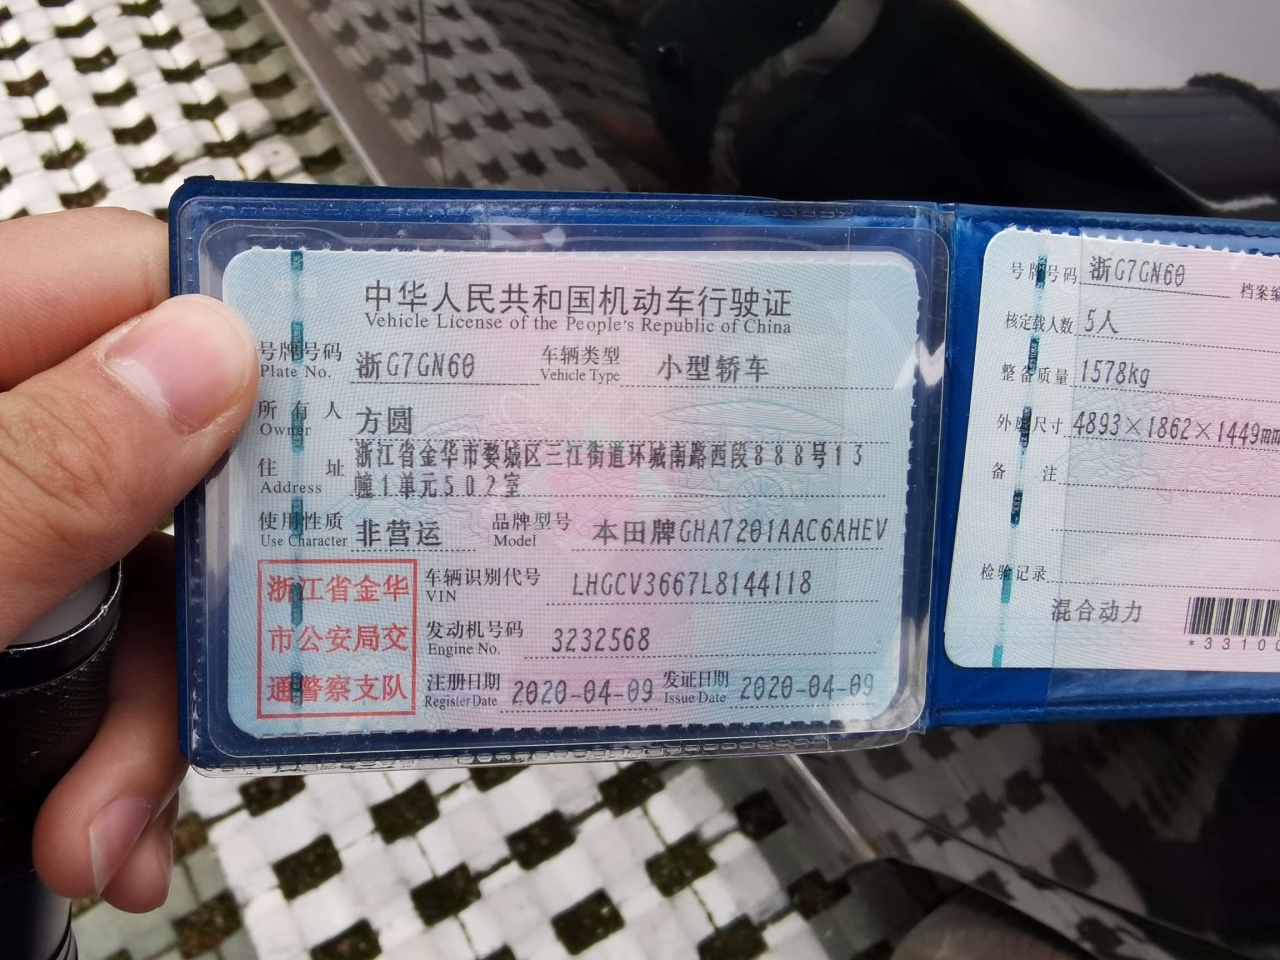 中华人民共和国机动车行驶证
Vehicle License of the People's Republic of China
号牌号码 浙G7GN60 车辆类型 小型轿车
Plate No. Vehicle Type
所有人 方圆
Owner
住址 浙江省金华市婺城区三江街道环城南路西段888号13
Address 幢1单元502室
使用性质 非营运 品牌型号 本田牌GHA7201AAC6AHEV
Use Character Model
浙江省金华
市公安局交
通警察支队
车辆识别代号 LHGCV3667L8144118
VIN
发动机号码 3232568
Engine No.
注册日期 2020-04-09 发证日期 2020-04-09
Register Date Issue Date
号牌号码 浙G7GN60 档案编
核定载人数 5人
整备质量 1578kg
外廓尺寸 4893×1862×1449mm
备注
检验记录
混合动力
*33100